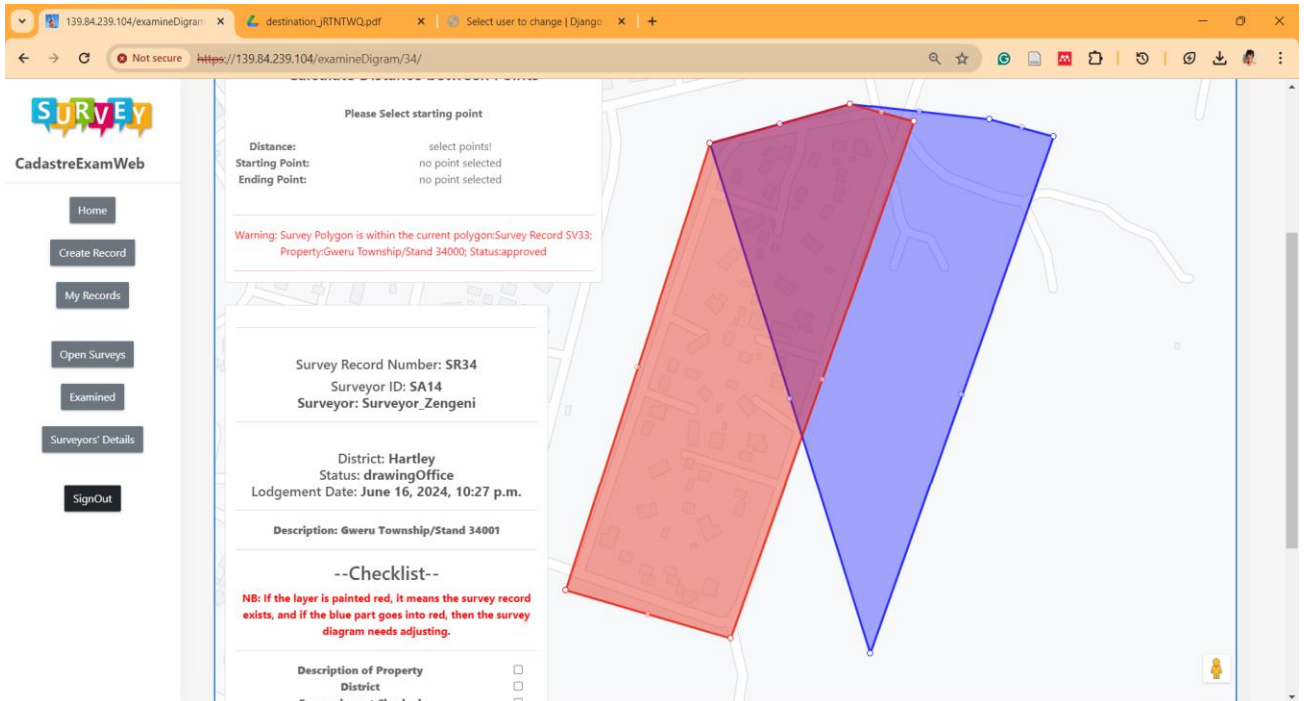 139.84.239.104/examineDigram
destination_jRTNTWQ.pdf
Select user to change | Django
Not secure
https://139.84.239.104/examineDigram/34/
SURVEY
CadastreExamWeb
Home
Create Record
My Records
Open Surveys
Examined
Surveyors' Details
SignOut
Calculate Distance between Points
Please Select starting point
Distance: select points!
Starting Point: no point selected
Ending Point: no point selected
Warning: Survey Polygon is within the current polygon:Survey Record SV33;
Property:Gweru Township/Stand 34000; Status:approved
Survey Record Number: SR34
Surveyor ID: SA14
Surveyor: Surveyor_Zengeni
District: Hartley
Status: drawingOffice
Lodgement Date: June 16, 2024, 10:27 p.m.
Description: Gweru Township/Stand 34001
--Checklist--
NB: If the layer is painted red, it means the survey record
exists, and if the blue part goes into red, then the survey
diagram needs adjusting.
Description of Property
District